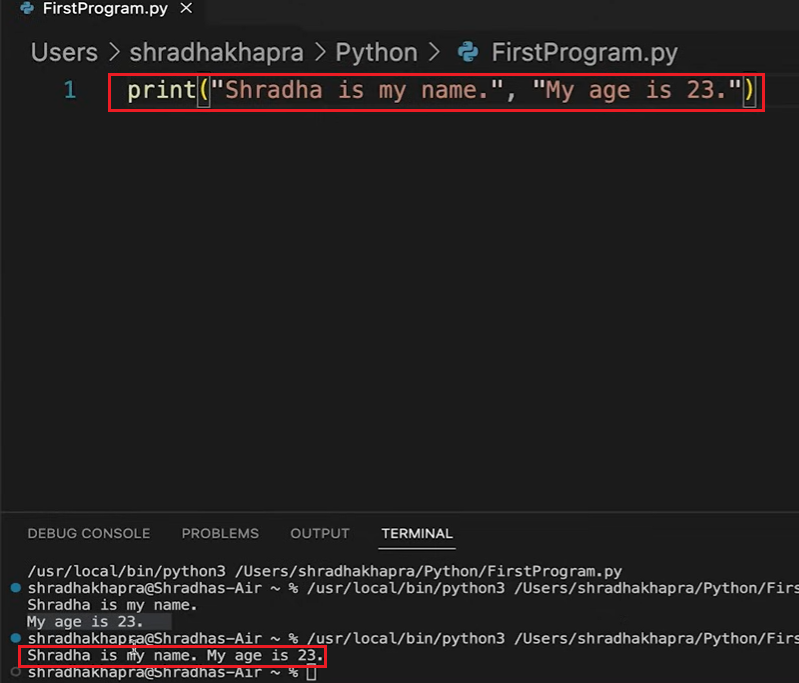 FirstProgram.py ×
Users > shradhakhapra > Python > FirstProgram.py
1 print("Shradha is my name.", "My age is 23.")
DEBUG CONSOLE PROBLEMS OUTPUT TERMINAL
/usr/local/bin/python3 /Users/shradhakhapra/Python/FirstProgram.py
shradhakhapra@Shradhas-Air ~ % /usr/local/bin/python3 /Users/shradhakhapra/Python/Firs
Shradha is my name.
My age is 23.
shradhakhapra@Shradhas-Air ~ % /usr/local/bin/python3 /Users/shradhakhapra/Python/Firs
Shradha is my name. My age is 23.
shradhakhapra@Shradhas-Air ~ %